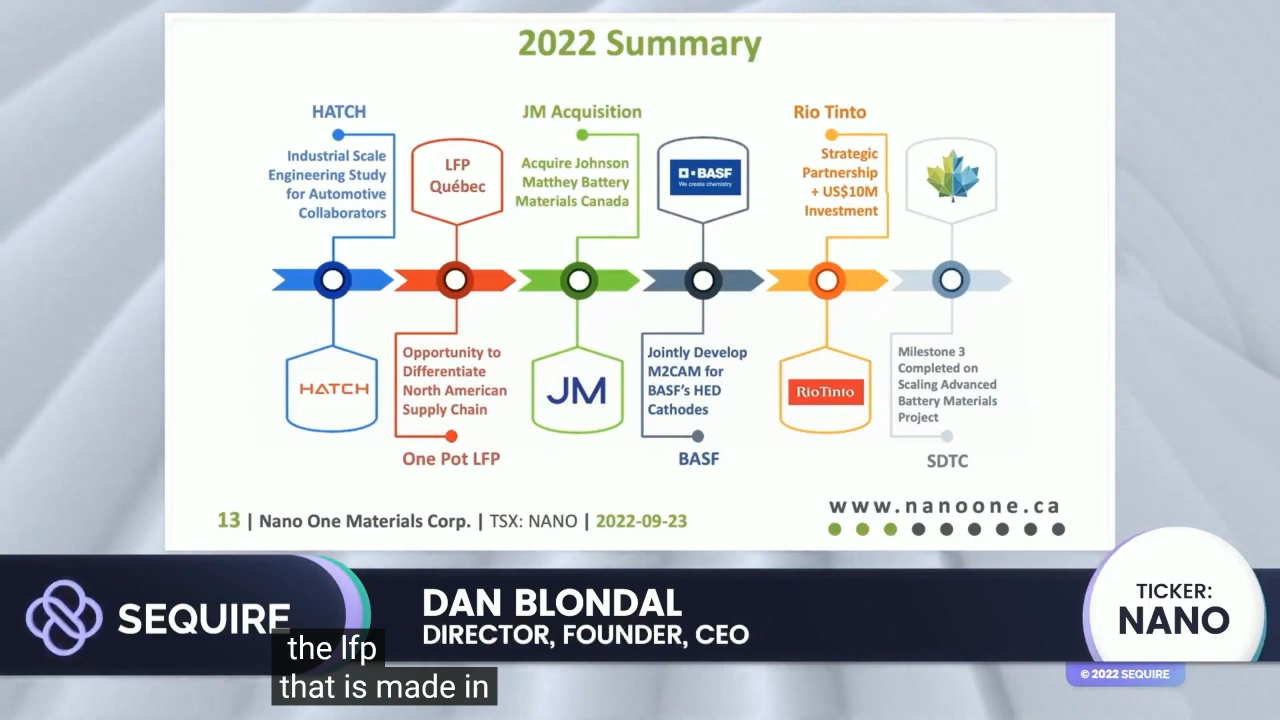 2022 Summary
HATCH
Industrial Scale
Engineering Study
for Automotive
Collaborators
HATCH
LFP
Québec
Opportunity to
Differentiate
North American
Supply Chain
One Pot LFP
JM Acquisition
Acquire Johnson
Matthey Battery
Materials Canada
JM
BASF
We create chemistry
Jointly Develop
M2CAM for
BASF's HED
Cathodes
BASF
Rio Tinto
Strategic
Partnership
+ US$10M
Investment
RioTinto
Milestone 3
Completed on
Scaling Advanced
Battery Materials
Project
SDTC
13 | Nano One Materials Corp. | TSX: NANO | 2022-09-23
www.nanoone.ca
SEQUIRE
DAN BLONDAL
DIRECTOR, FOUNDER, CEO
TICKER:
NANO
© 2022 SEQUIRE
the lfp
that is made in